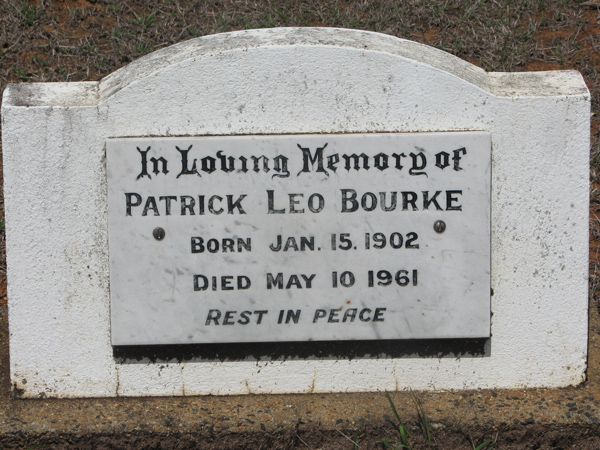 In Loving Memory of
PATRICK LEO BOURKE
BORN JAN. 15. 1902
DIED MAY 10 1961
REST IN PEACE